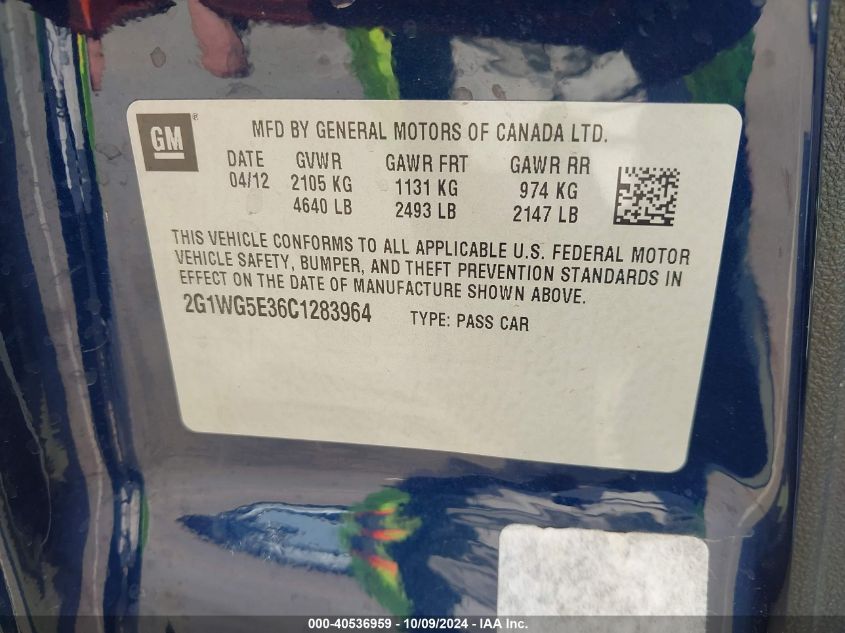 GM ®
MFD BY GENERAL MOTORS OF CANADA LTD.
DATE GVWR GAWR FRT GAWR RR
04/12 2105 KG 1131 KG 974 KG
4640 LB 2493 LB 2147 LB
THIS VEHICLE CONFORMS TO ALL APPLICABLE U.S. FEDERAL MOTOR
VEHICLE SAFETY, BUMPER, AND THEFT PREVENTION STANDARDS IN
EFFECT ON THE DATE OF MANUFACTURE SHOWN ABOVE.
2G1WG5E36C1283964 TYPE: PASS CAR
000-40536959 - 10/09/2024 - IAA Inc.